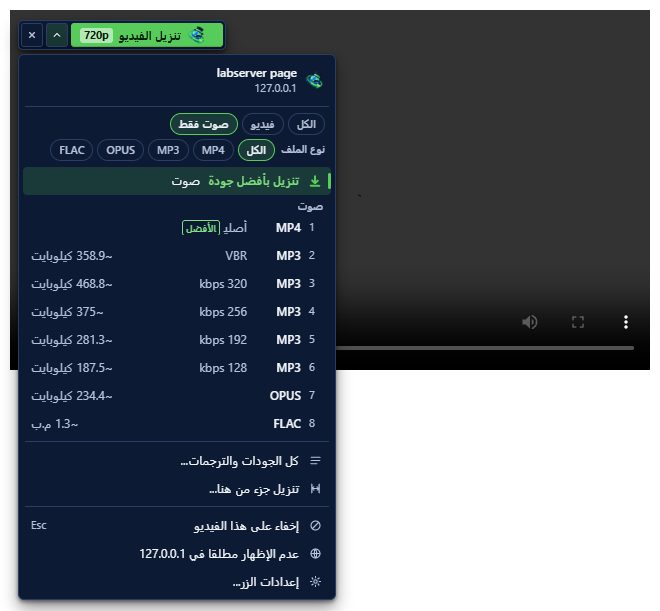 تنزيل الفيديو 720p
labserver page
127.0.0.1
الكل فيديو صوت فقط
نوع الملف الكل MP4 MP3 OPUS FLAC
تنزيل بأفضل جودة صوت
صوت
1 MP4 أصلي الأفضل
2 MP3 VBR ~358.9 كيلوبايت
3 MP3 320 kbps ~468.8 كيلوبايت
4 MP3 256 kbps ~375 كيلوبايت
5 MP3 192 kbps ~281.3 كيلوبايت
6 MP3 128 kbps ~187.5 كيلوبايت
7 OPUS ~234.4 كيلوبايت
8 FLAC ~1.3 م.ب
كل الجودات والترجمات...
تنزيل جزء من هنا...
إخفاء على هذا الفيديو Esc
عدم الإظهار مطلقا في 127.0.0.1
إعدادات الزر...